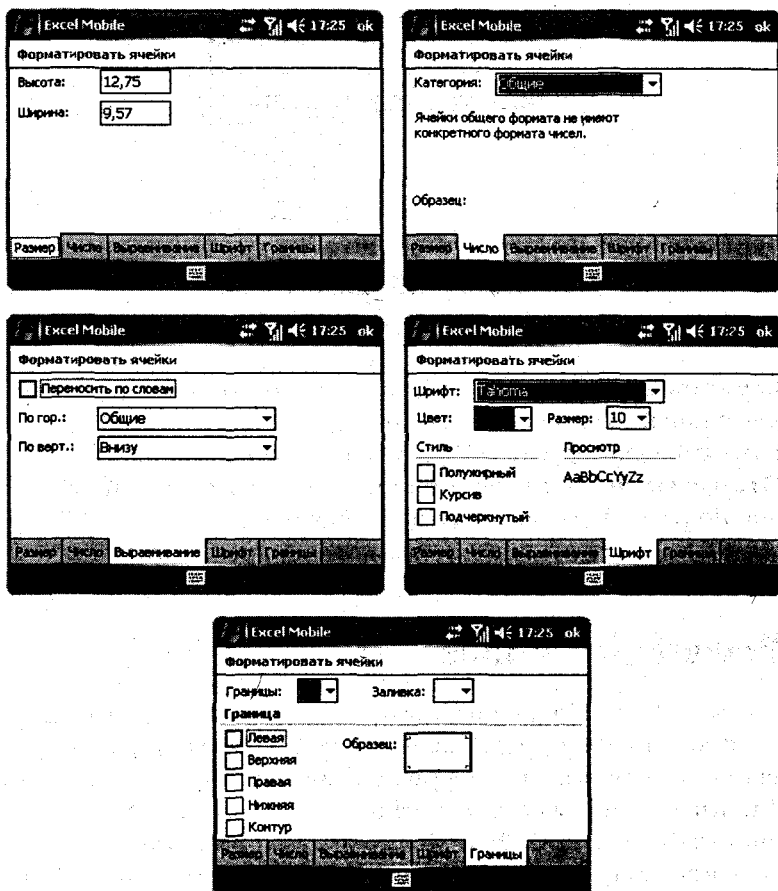 Excel Mobile 17:25 ok
Форматировать ячейки
Высота: 12,75
Ширина: 9,57
Размер Число Выравнивание Шрифт Границы
Excel Mobile 17:25 ok
Форматировать ячейки
Категория: Общие
Ячейки общего формата не имеют
конкретного формата чисел.
Образец:
Размер Число Выравнивание Шрифт Границы
Excel Mobile 17:25 ok
Форматировать ячейки
Переносить по словам
По гор.: Общие
По верт.: Внизу
Размер Число Выравнивание Шрифт Границы
Excel Mobile 17:25 ok
Форматировать ячейки
Шрифт: Tahoma
Цвет: Размер: 10
Стиль Просмотр
Полужирный AaBbCcYyZz
Курсив
Подчеркнутый
Размер Число Выравнивание Шрифт Границы
Excel Mobile 17:25 ok
Форматировать ячейки
Границы: Заливка:
Граница
Левая Образец:
Верхняя
Правая
Нижняя
Контур
Размер Число Выравнивание Шрифт Границы